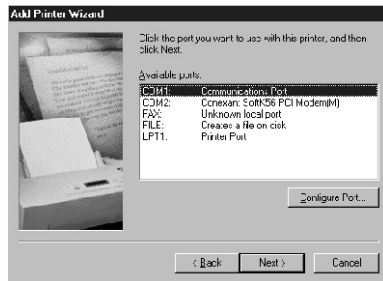 Add Printer Wizard
Click the port you want to use with this printer, and then
click Next.
Available ports:
COM1: Communications Port
COM2: Conexant SoftK56 PCI Modem(M)
FAX: Unknown local port
FILE: Creates a file on disk
LPT1: Printer Port
Configure Port...
< Back Next > Cancel